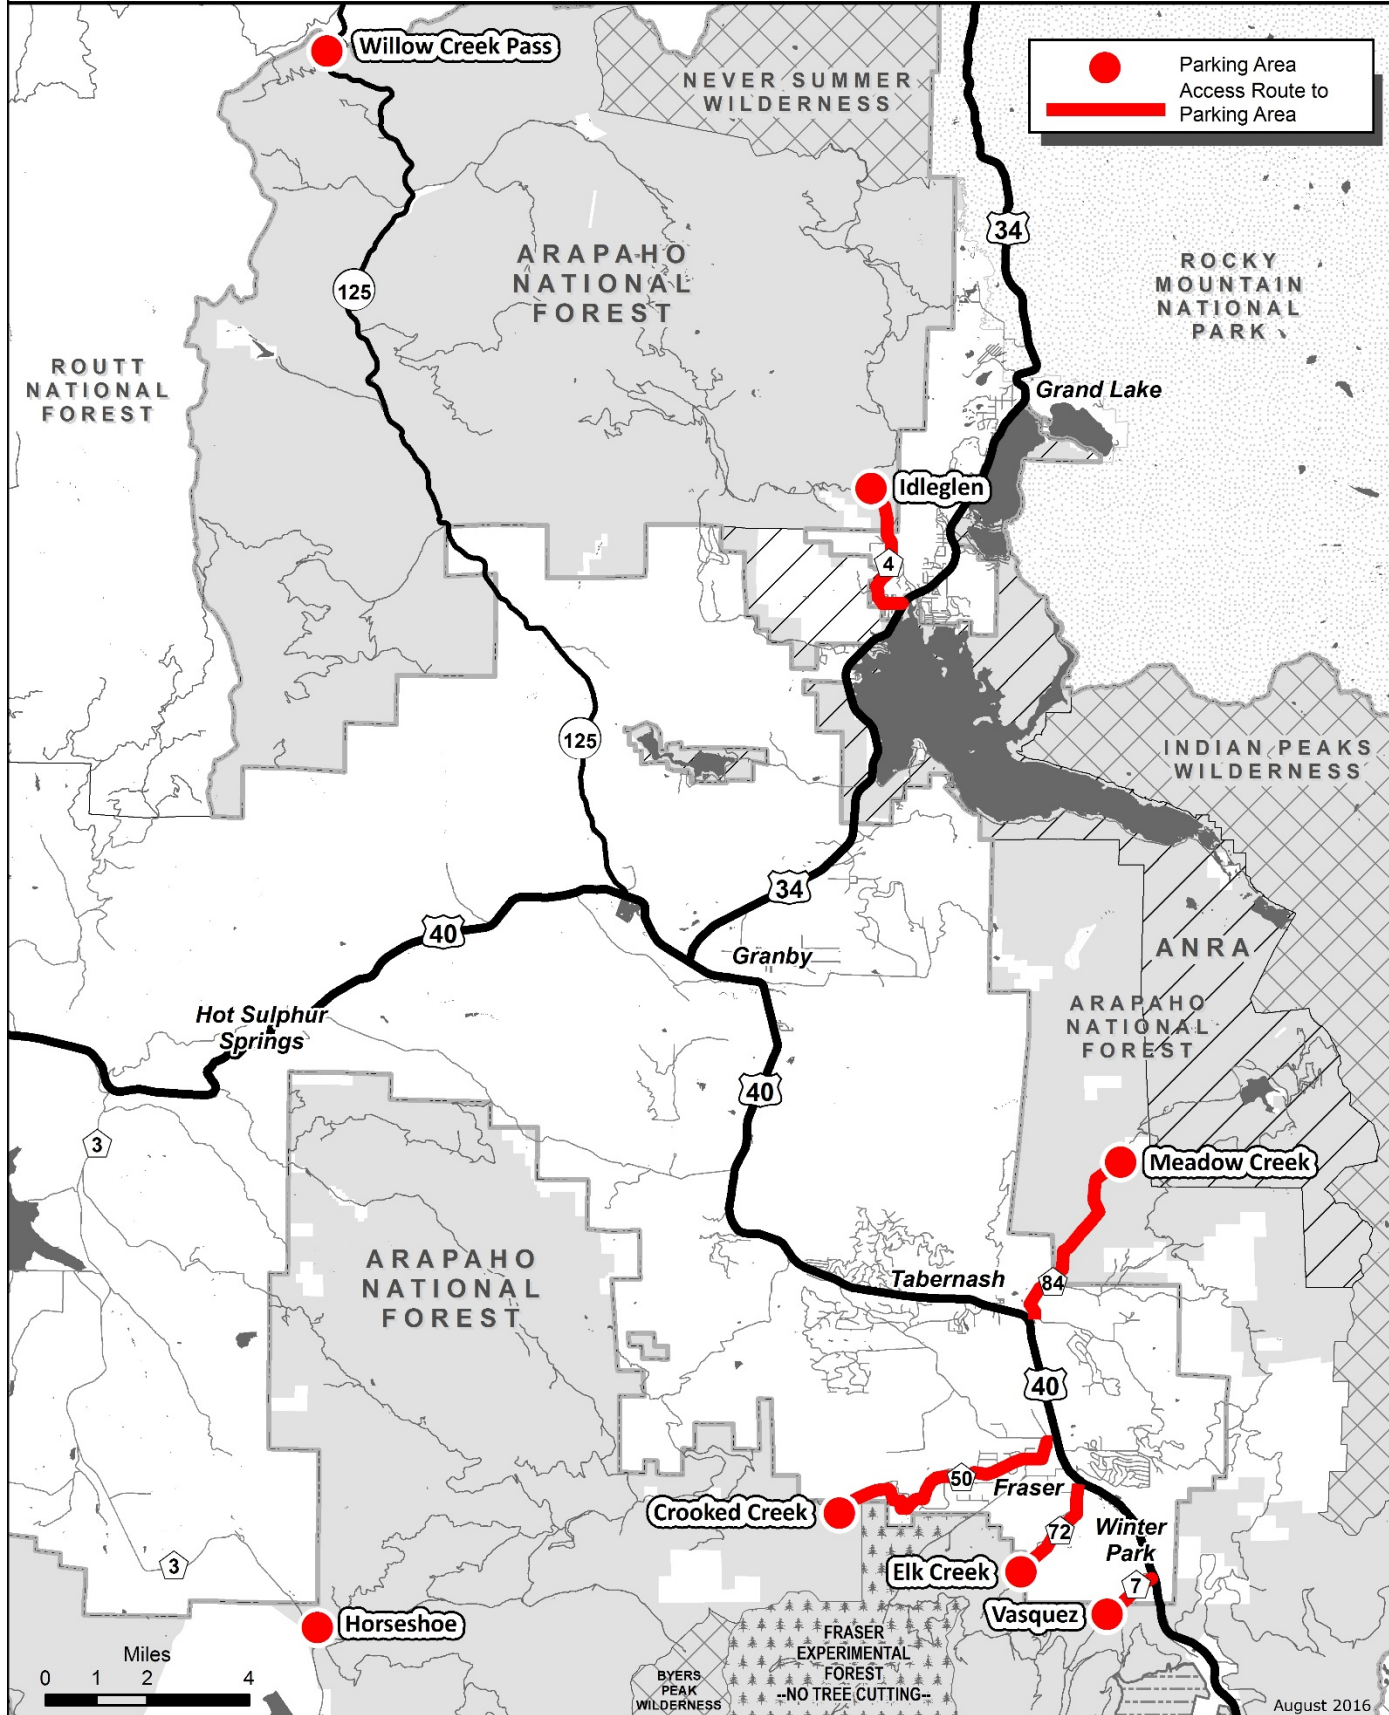 Willow Creek Pass
NEVER SUMMER
WILDERNESS
Parking Area
Access Route to
Parking Area
34
ARAPAHO
NATIONAL
FOREST
ROCKY
MOUNTAIN
NATIONAL
PARK
125
ROUTT
NATIONAL
FOREST
Grand Lake
Idleglen
4
125
INDIAN PEAKS
WILDERNESS
34
40
Granby
ANRA
Hot Sulphur
Springs
ARAPAHO
NATIONAL
FOREST
40
3
Meadow Creek
ARAPAHO
NATIONAL
FOREST
Tabernash
84
40
50
Fraser
Crooked Creek
72
Winter
Park
3
Elk Creek
7
Vasquez
Horseshoe
FRASER
EXPERIMENTAL
FOREST
--NO TREE CUTTING--
BYERS
PEAK
WILDERNESS
Miles
0 1 2 4
August 2016